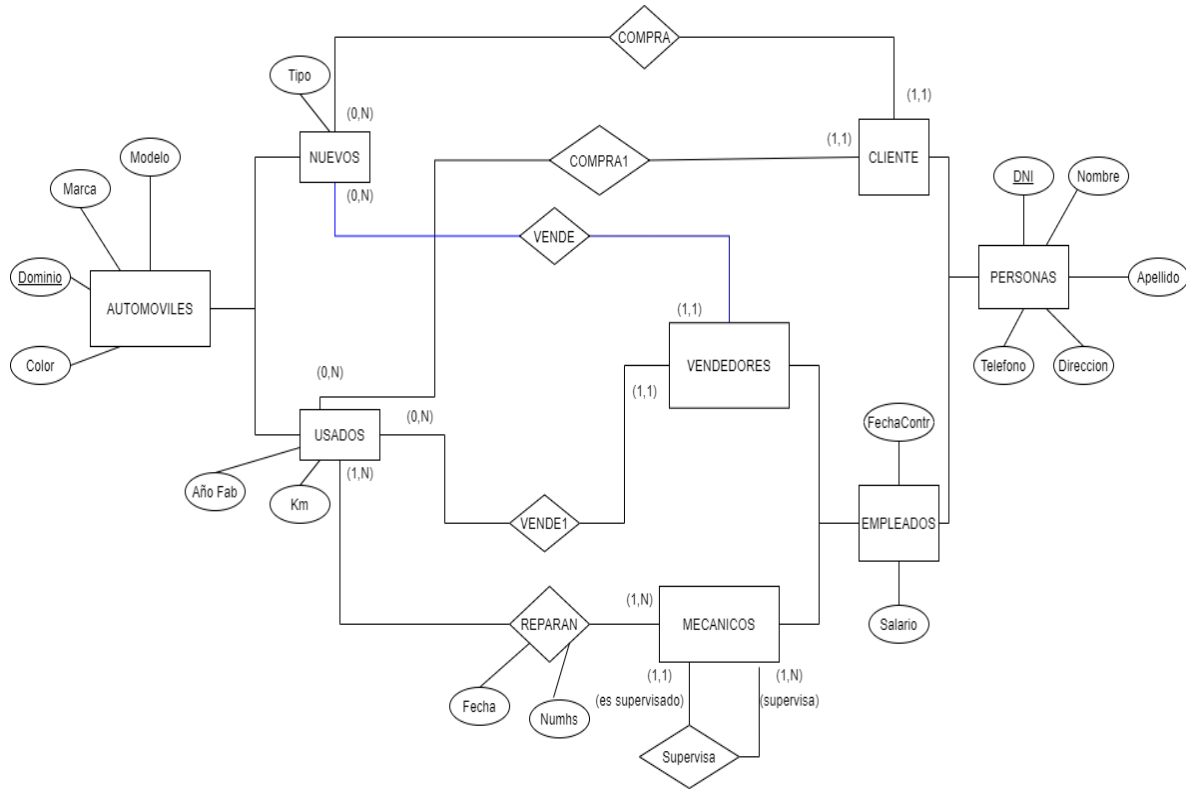 COMPRA
Tipo
(0,N)
(1,1)
NUEVOS
Modelo
COMPRA1
(1,1)
CLIENTE
Marca
(0,N)
DNI
Nombre
VENDE
Dominio
AUTOMOVILES
PERSONAS
Apellido
(1,1)
Color
VENDEDORES
Telefono
Direccion
(0,N)
(1,1)
(0,N)
USADOS
FechaContr
(1,N)
Año Fab
Km
VENDE1
EMPLEADOS
(1,N)
REPARAN
MECANICOS
Salario
(1,1)
(1,N)
(es supervisado)
(supervisa)
Fecha
Numhs
Supervisa